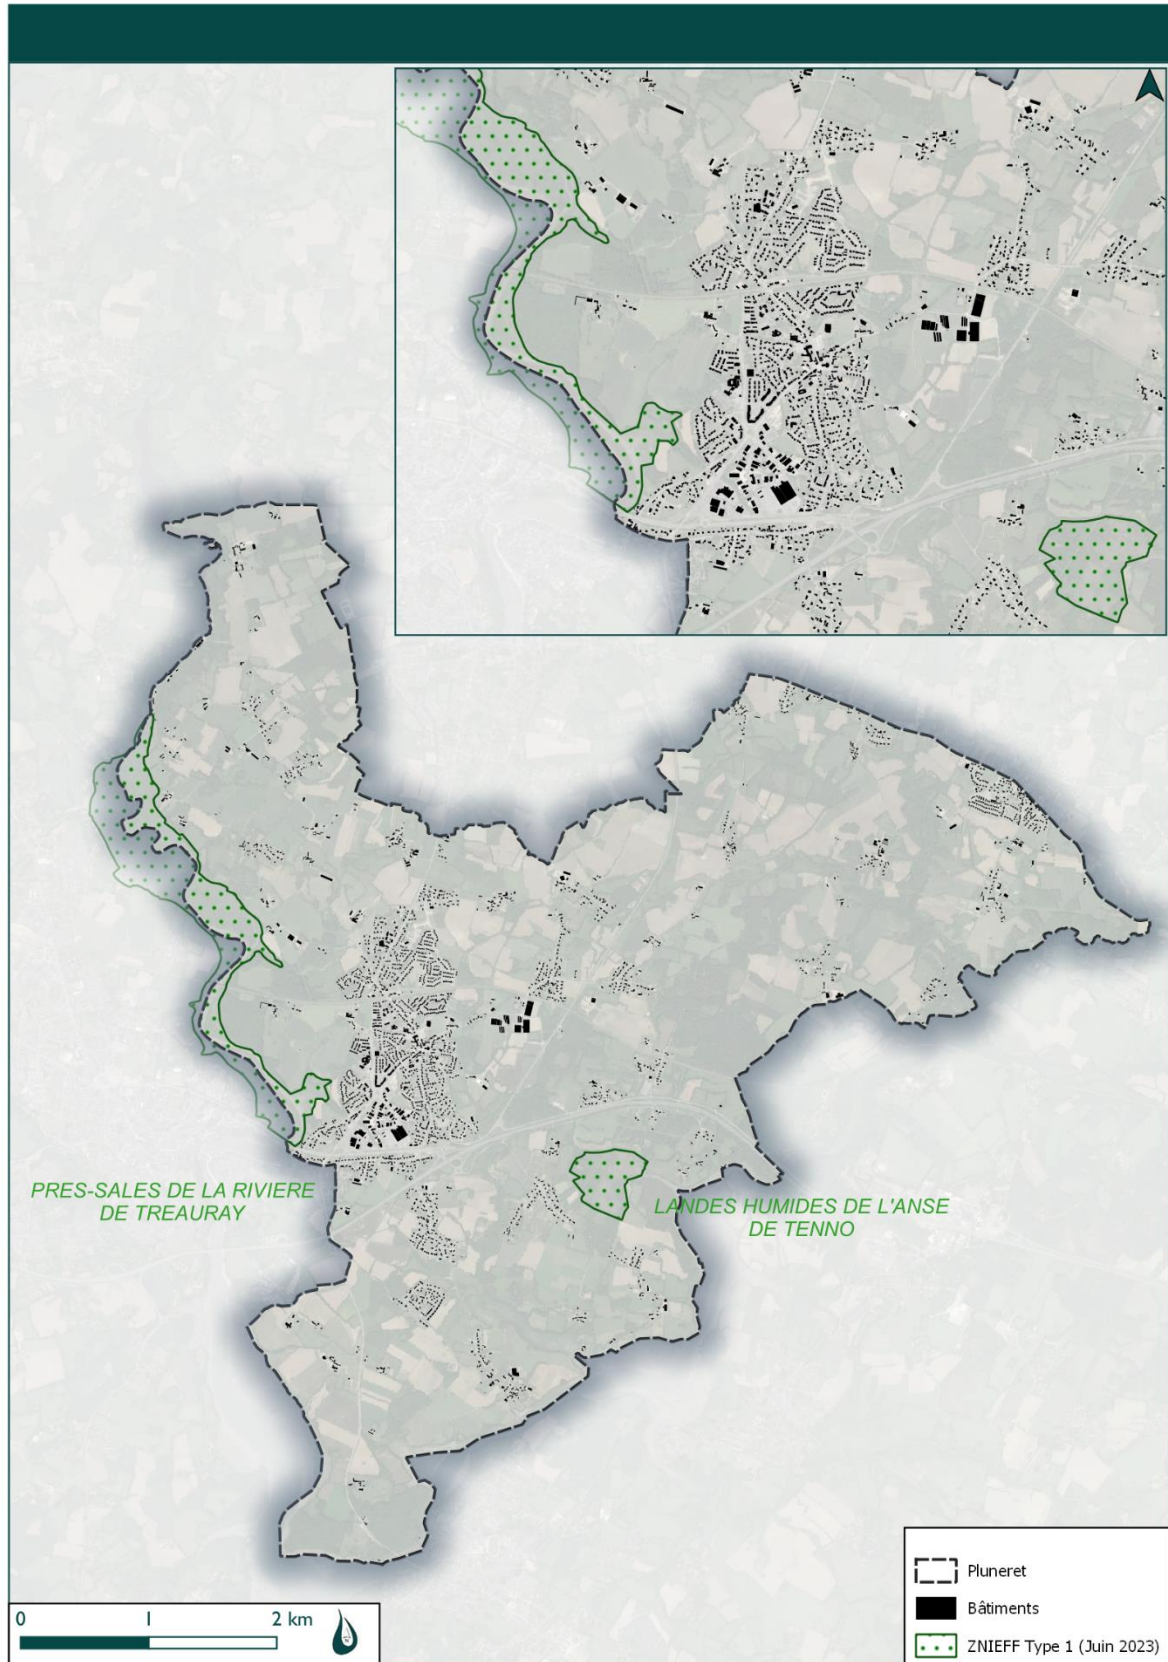 PRES-SALES DE LA RIVIERE
DE TREAURAY
LANDES HUMIDES DE L'ANSE
DE TENNO
0 1 2 km
Pluneret
Bâtiments
ZNIEFF Type 1 (Juin 2023)